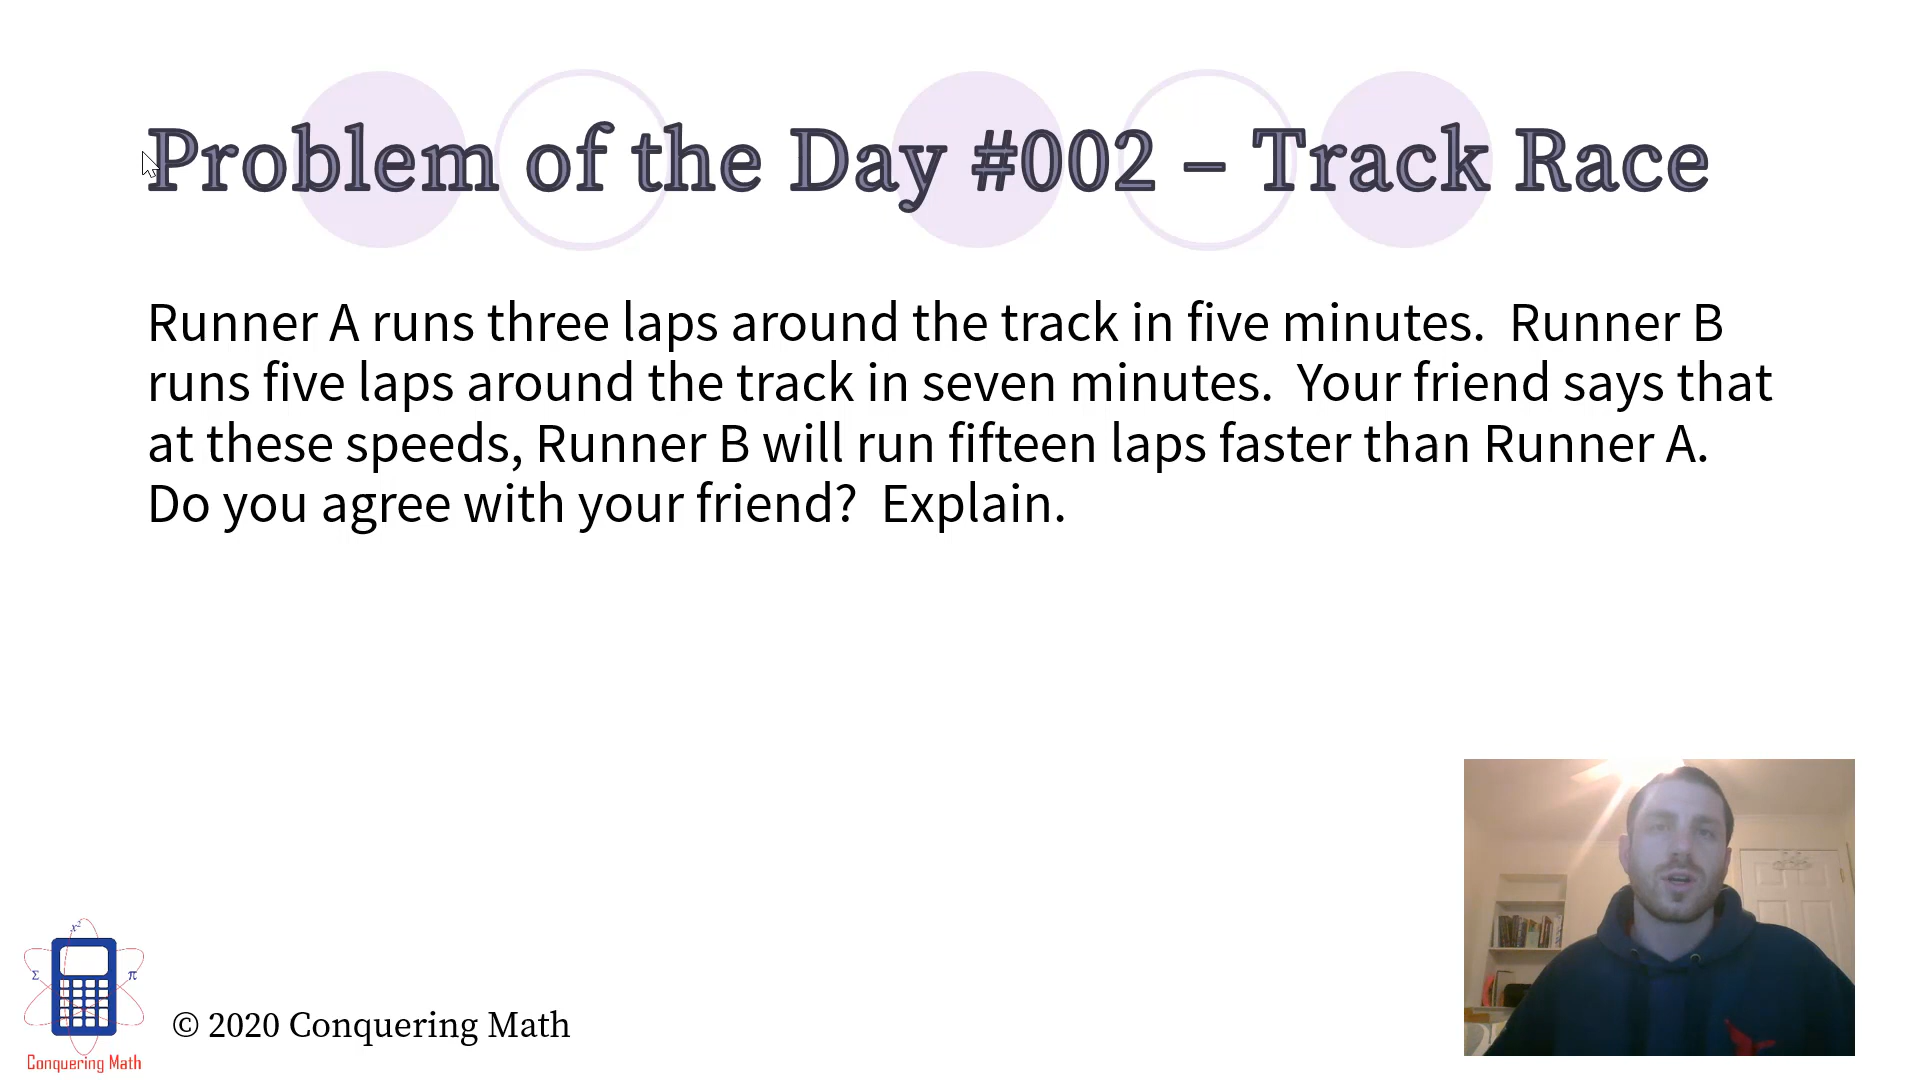 Problem of the Day #002 – Track Race
Runner A runs three laps around the track in five minutes.  Runner B
runs five laps around the track in seven minutes.  Your friend says that
at these speeds, Runner B will run fifteen laps faster than Runner A.
Do you agree with your friend?  Explain.
x²
Σ
π
Conquering Math
© 2020 Conquering Math